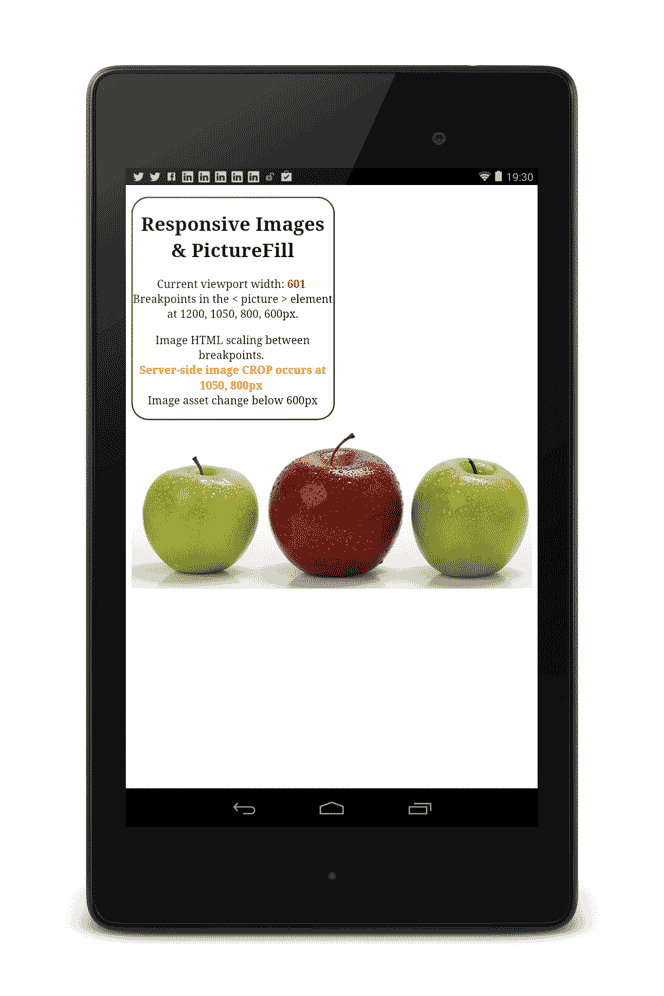 19:30
Responsive Images
& PictureFill
Current viewport width: 601
Breakpoints in the < picture > element
at 1200, 1050, 800, 600px.
Image HTML scaling between
breakpoints.
Server-side image CROP occurs at
1050, 800px
Image asset change below 600px